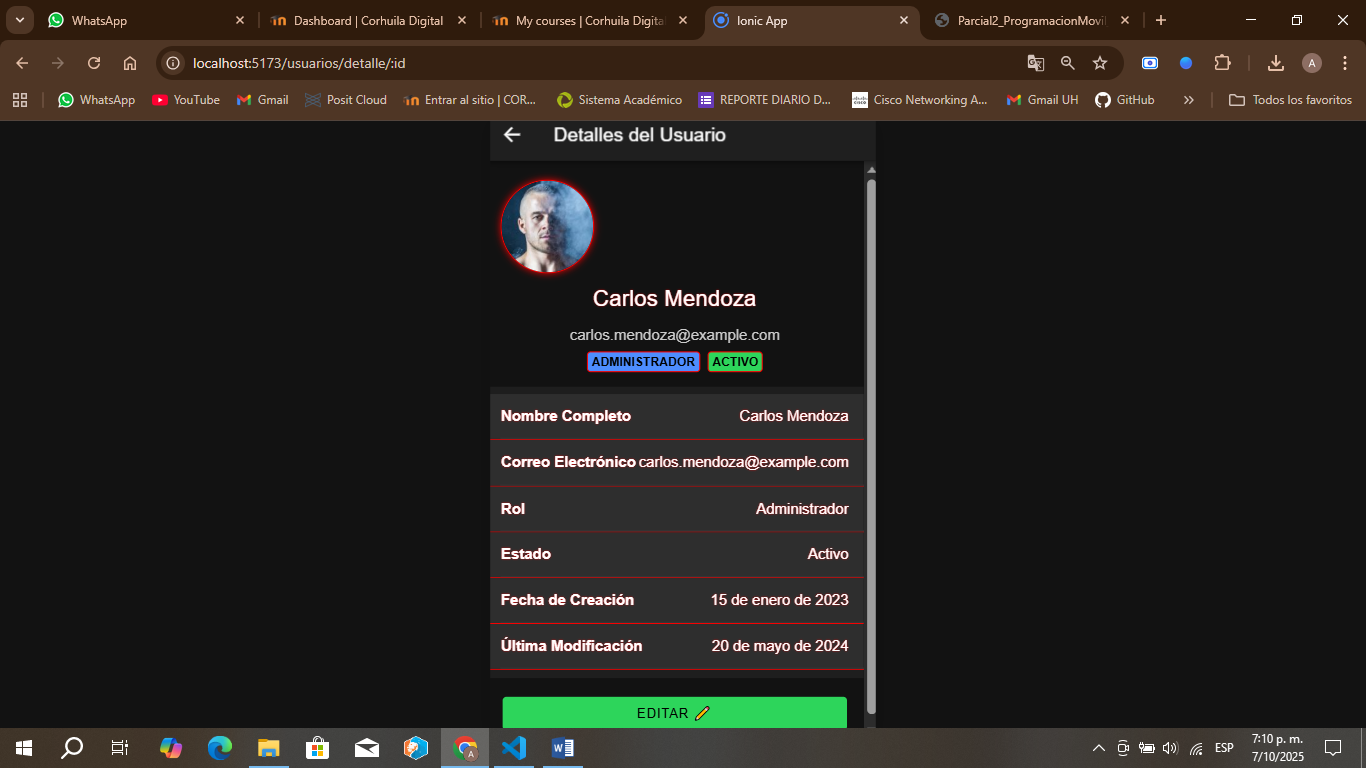 WhatsApp
Dashboard | Corhuila Digital
My courses | Corhuila Digital
Ionic App
Parcial2_ProgramacionMovil
localhost:5173/usuarios/detalle/:id
A
WhatsApp
YouTube
Gmail
Posit Cloud
Entrar al sitio | COR...
Sistema Académico
REPORTE DIARIO D...
Cisco Networking A...
Gmail UH
GitHub
Todos los favoritos
Detalles del Usuario
Carlos Mendoza
carlos.mendoza@example.com
ADMINISTRADOR ACTIVO
Nombre Completo Carlos Mendoza
Correo Electrónico carlos.mendoza@example.com
Rol Administrador
Estado Activo
Fecha de Creación 15 de enero de 2023
Última Modificación 20 de mayo de 2024
EDITAR
ESP
7:10 p. m.
7/10/2025